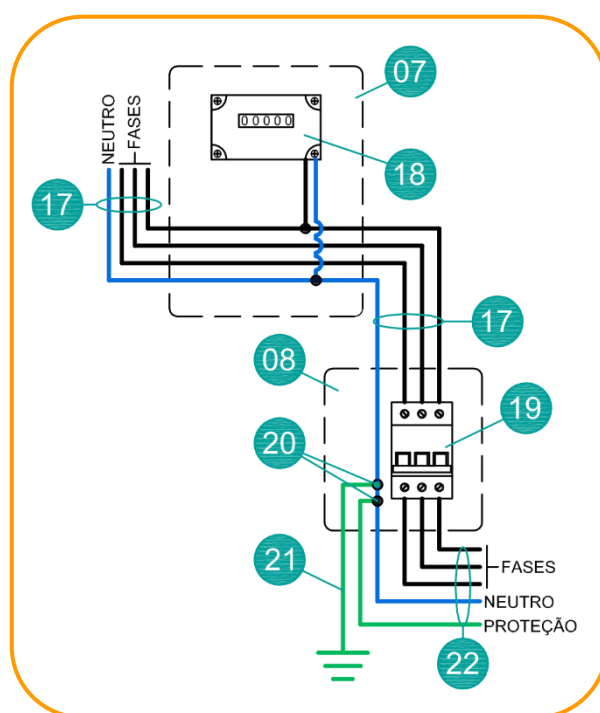 07
NEUTRO
FASES
00000
18
17
17
08
19
20
21
FASES
NEUTRO
PROTEÇÃO
22